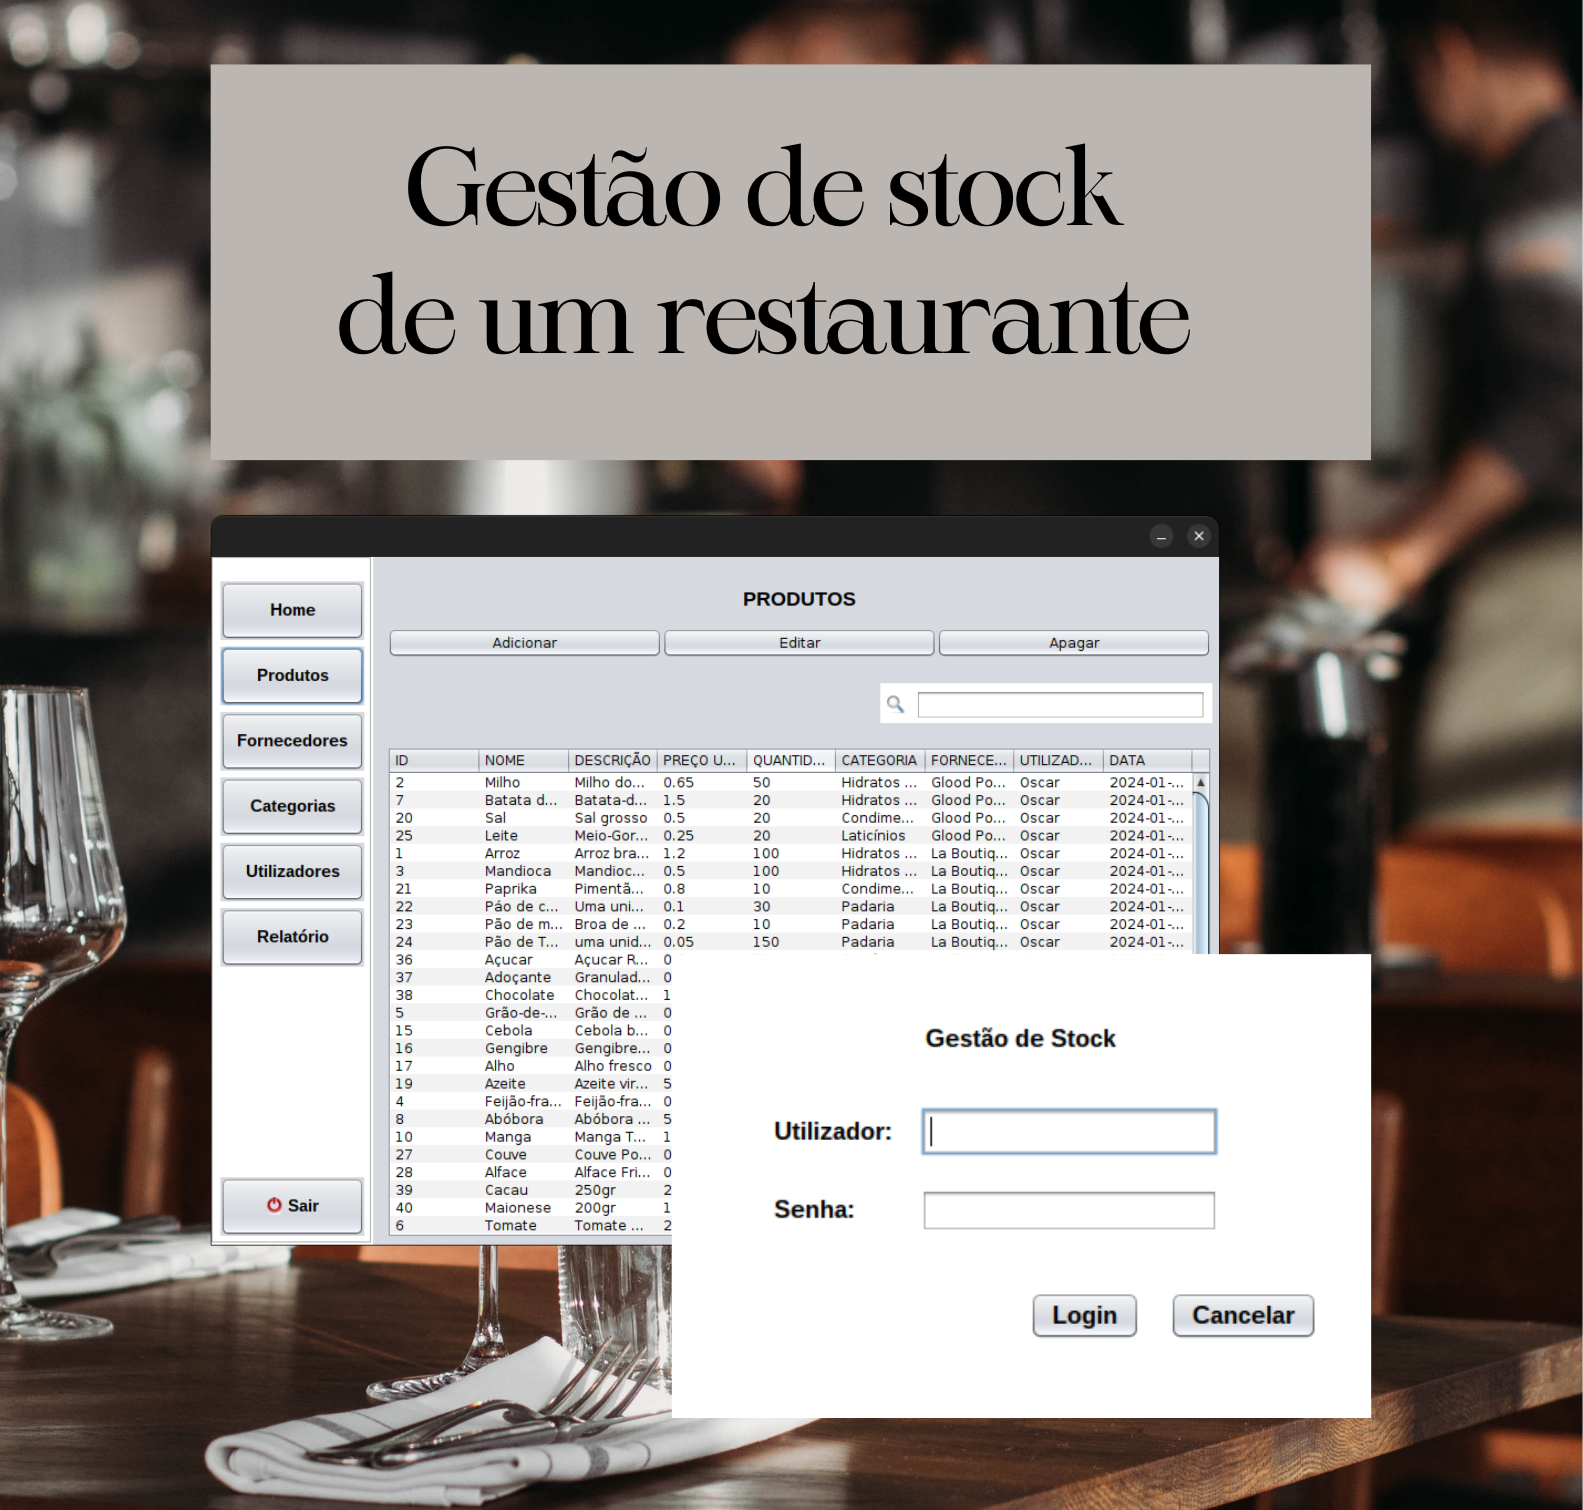 Gestão de stock
de um restaurante
Home
Produtos
Fornecedores
Categorias
Utilizadores
Relatório
Sair
PRODUTOS
Adicionar Editar Apagar
ID NOME DESCRIÇÃO PREÇO U... QUANTID... CATEGORIA FORNECE... UTILIZAD... DATA
2 Milho Milho do... 0.65 50 Hidratos ... Glood Po... Oscar 2024-01-...
7 Batata d... Batata-d... 1.5 20 Hidratos ... Glood Po... Oscar 2024-01-...
20 Sal Sal grosso 0.5 20 Condime... Glood Po... Oscar 2024-01-...
25 Leite Meio-Gor... 0.25 20 Laticínios Glood Po... Oscar 2024-01-...
1 Arroz Arroz bra... 1.2 100 Hidratos ... La Boutiq... Oscar 2024-01-...
3 Mandioca Mandioc... 0.5 100 Hidratos ... La Boutiq... Oscar 2024-01-...
21 Paprika Pimentã... 0.8 10 Condime... La Boutiq... Oscar 2024-01-...
22 Páo de c... Uma uni... 0.1 30 Padaria La Boutiq... Oscar 2024-01-...
23 Pão de m... Broa de ... 0.2 10 Padaria La Boutiq... Oscar 2024-01-...
24 Pão de T... uma unid... 0.05 150 Padaria La Boutiq... Oscar 2024-01-...
36 Açucar Açucar R... 0
37 Adoçante Granulad... 0
38 Chocolate Chocolat... 1
5 Grão-de-... Grão de ... 0
15 Cebola Cebola b... 0
16 Gengibre Gengibre... 0
17 Alho Alho fresco 0
19 Azeite Azeite vir... 5
4 Feijão-fra... Feijão-fra... 0
8 Abóbora Abóbora ... 5
10 Manga Manga T... 1
27 Couve Couve Po... 0
28 Alface Alface Fri... 0
39 Cacau 250gr 2
40 Maionese 200gr 1
6 Tomate Tomate ... 2
Gestão de Stock
Utilizador:
Senha:
Login Cancelar